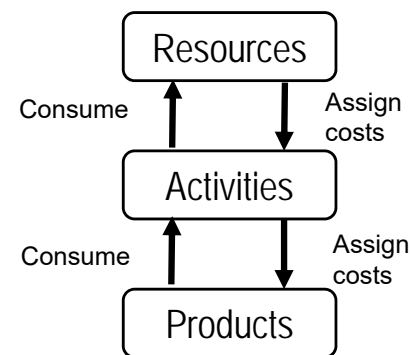 Resources
Consume
Assign
costs
Activities
Consume
Assign
costs
Products